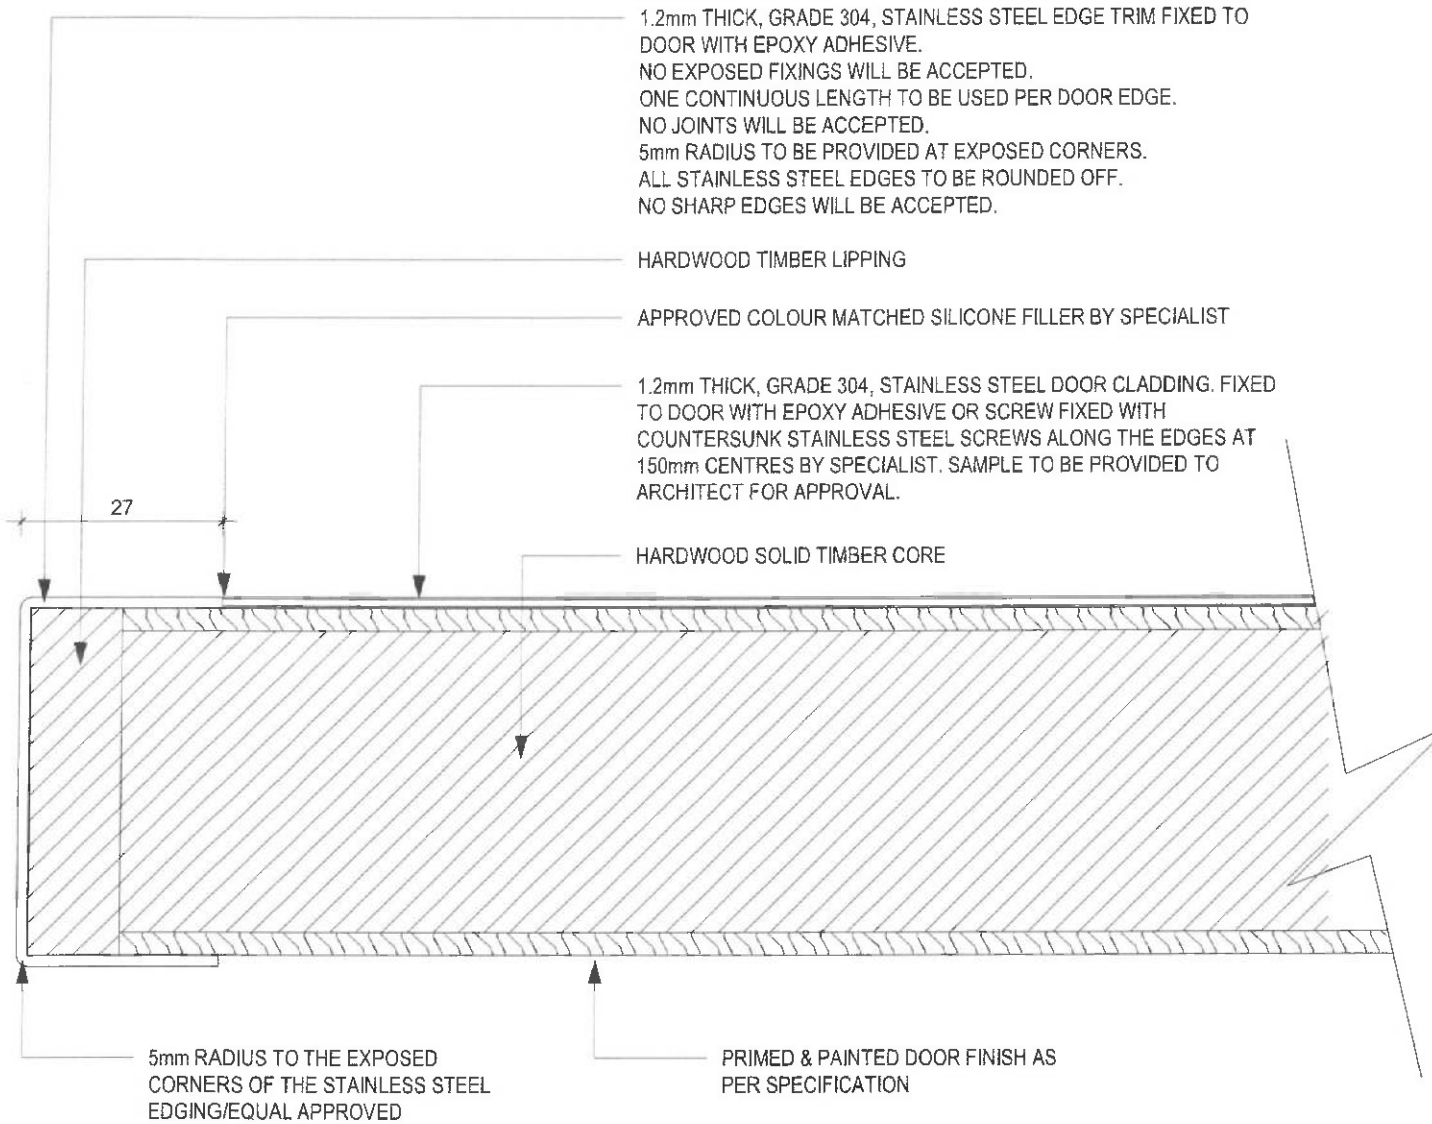 1.2mm THICK, GRADE 304, STAINLESS STEEL EDGE TRIM FIXED TO
DOOR WITH EPOXY ADHESIVE.
NO EXPOSED FIXINGS WILL BE ACCEPTED.
ONE CONTINUOUS LENGTH TO BE USED PER DOOR EDGE.
NO JOINTS WILL BE ACCEPTED.
5mm RADIUS TO BE PROVIDED AT EXPOSED CORNERS.
ALL STAINLESS STEEL EDGES TO BE ROUNDED OFF.
NO SHARP EDGES WILL BE ACCEPTED.
HARDWOOD TIMBER LIPPING
APPROVED COLOUR MATCHED SILICONE FILLER BY SPECIALIST
1.2mm THICK, GRADE 304, STAINLESS STEEL DOOR CLADDING. FIXED
TO DOOR WITH EPOXY ADHESIVE OR SCREW FIXED WITH
COUNTERSUNK STAINLESS STEEL SCREWS ALONG THE EDGES AT
150mm CENTRES BY SPECIALIST. SAMPLE TO BE PROVIDED TO
ARCHITECT FOR APPROVAL.
27
HARDWOOD SOLID TIMBER CORE
5mm RADIUS TO THE EXPOSED
CORNERS OF THE STAINLESS STEEL
EDGING/EQUAL APPROVED
PRIMED & PAINTED DOOR FINISH AS
PER SPECIFICATION